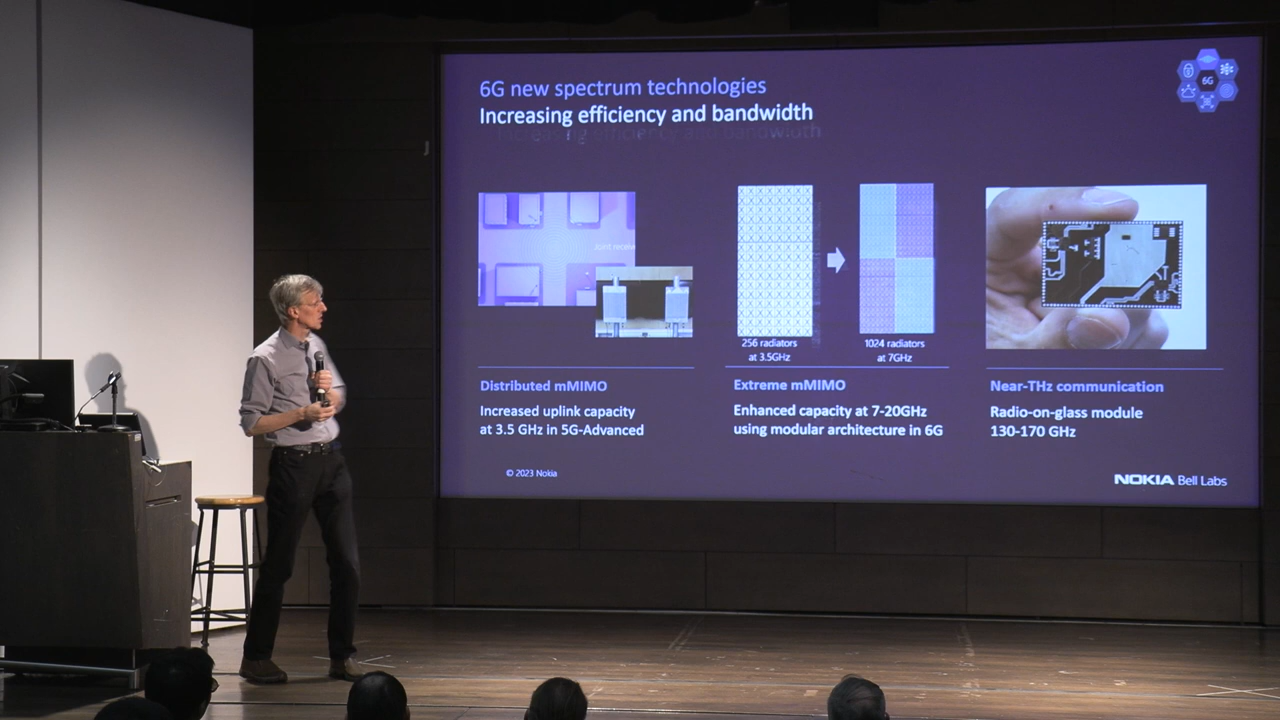 6G new spectrum technologies
Increasing efficiency and bandwidth
6G
Joint receive
256 radiators
at 3.5GHz
1024 radiators
at 7GHz
Distributed mMIMO
Increased uplink capacity
at 3.5 GHz in 5G-Advanced
Extreme mMIMO
Enhanced capacity at 7-20GHz
using modular architecture in 6G
Near-THz communication
Radio-on-glass module
130-170 GHz
© 2023 Nokia
NOKIA Bell Labs